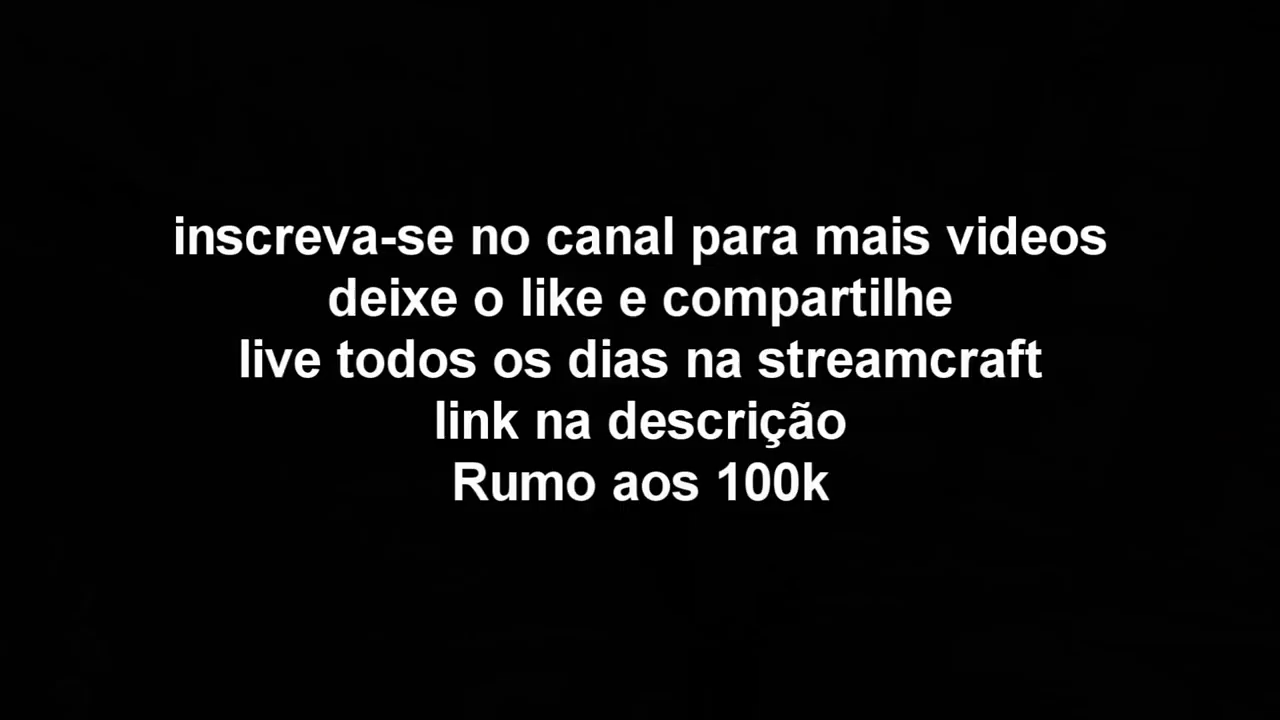 inscreva-se no canal para mais videos
deixe o like e compartilhe
live todos os dias na streamcraft
link na descrição
Rumo aos 100k